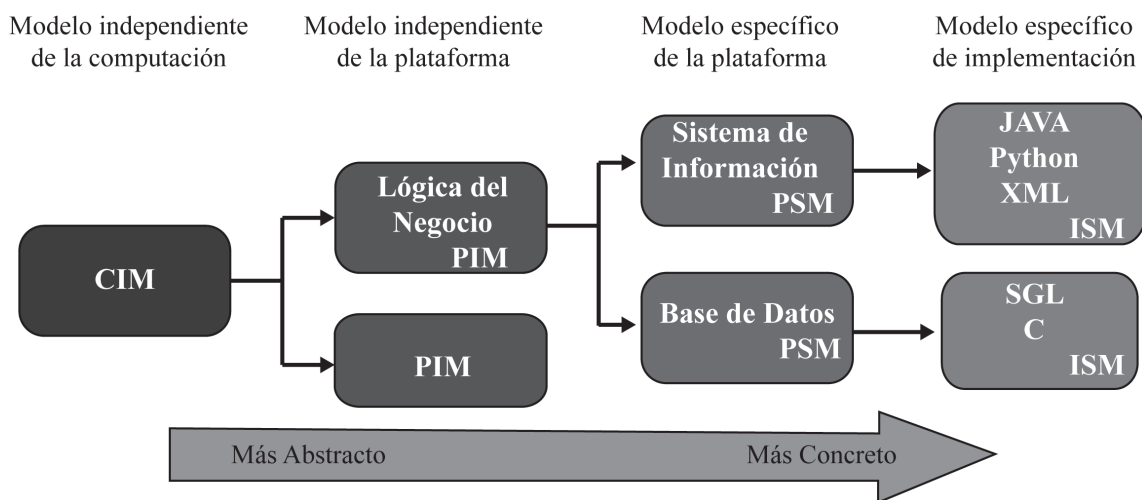 Modelo independiente
de la computación
Modelo independiente
de la plataforma
Modelo específico
de la plataforma
Modelo específico
de implementación
CIM
Lógica del
Negocio
PIM
PIM
Sistema de
Información
PSM
Base de Datos
PSM
JAVA
Python
XML
ISM
SGL
C
ISM
Más Abstracto
Más Concreto